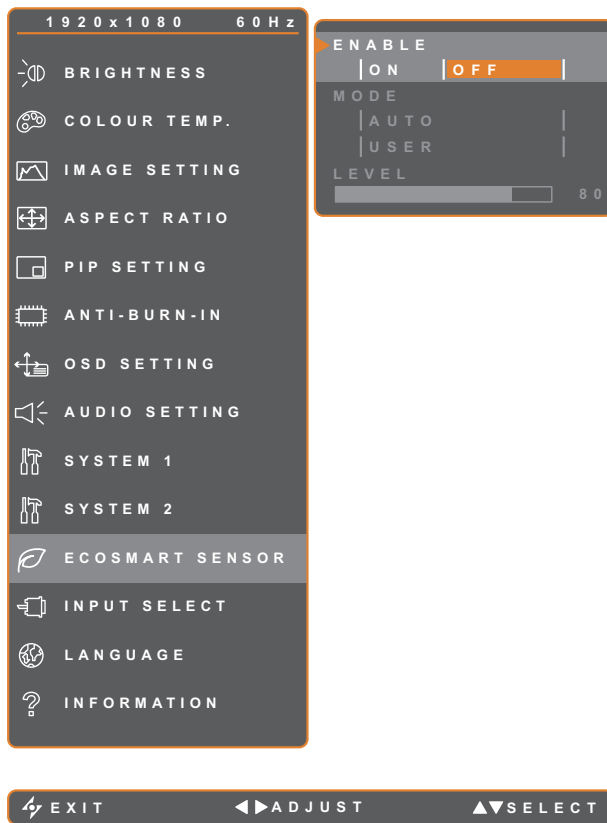 1920x1080 60Hz
BRIGHTNESS
COLOUR TEMP.
IMAGE SETTING
ASPECT RATIO
PIP SETTING
ANTI-BURN-IN
OSD SETTING
AUDIO SETTING
SYSTEM 1
SYSTEM 2
ECOSMART SENSOR
INPUT SELECT
LANGUAGE
INFORMATION
ENABLE
ON OFF
MODE
AUTO
USER
LEVEL
80
EXIT ADJUST SELECT